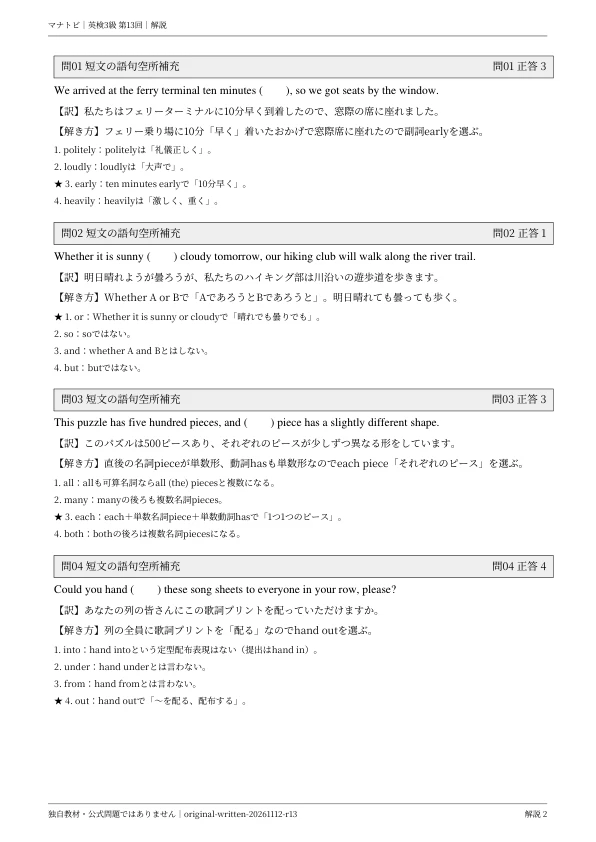 マナトビ｜英検3級 第13回｜解説
問01 短文の語句空所補充 問01 正答 3
We arrived at the ferry terminal ten minutes (　　), so we got seats by the window.
【訳】私たちはフェリーターミナルに10分早く到着したので、窓際の席に座れました。
【解き方】フェリー乗り場に10分「早く」着いたおかげで窓際席に座れたので副詞earlyを選ぶ。
1. politely：politelyは「礼儀正しく」。
2. loudly：loudlyは「大声で」。
★ 3. early：ten minutes earlyで「10分早く」。
4. heavily：heavilyは「激しく、重く」。
問02 短文の語句空所補充 問02 正答 1
Whether it is sunny (　　) cloudy tomorrow, our hiking club will walk along the river trail.
【訳】明日晴れようが曇ろうが、私たちのハイキング部は川沿いの遊歩道を歩きます。
【解き方】Whether A or Bで「AであろうとBであろうと」。明日晴れても曇っても歩く。
★ 1. or：Whether it is sunny or cloudyで「晴れでも曇りでも」。
2. so：soではない。
3. and：whether A and Bとはしない。
4. but：butではない。
問03 短文の語句空所補充 問03 正答 3
This puzzle has five hundred pieces, and (　　) piece has a slightly different shape.
【訳】このパズルは500ピースあり、それぞれのピースが少しずつ異なる形をしています。
【解き方】直後の名詞pieceが単数形、動詞hasも単数形なのでeach piece「それぞれのピース」を選ぶ。
1. all：allも可算名詞ならall (the) piecesと複数になる。
2. many：manyの後ろも複数名詞pieces。
★ 3. each：each＋単数名詞piece＋単数動詞hasで「1つ1つのピース」。
4. both：bothの後ろは複数名詞piecesになる。
問04 短文の語句空所補充 問04 正答 4
Could you hand (　　) these song sheets to everyone in your row, please?
【訳】あなたの列の皆さんにこの歌詞プリントを配っていただけますか。
【解き方】列の全員に歌詞プリントを「配る」なのでhand outを選ぶ。
1. into：hand intoという定型配布表現はない（提出はhand in）。
2. under：hand underとは言わない。
3. from：hand fromとは言わない。
★ 4. out：hand outで「～を配る、配布する」。
独自教材・公式問題ではありません｜original-written-20261112-r13 解説 2